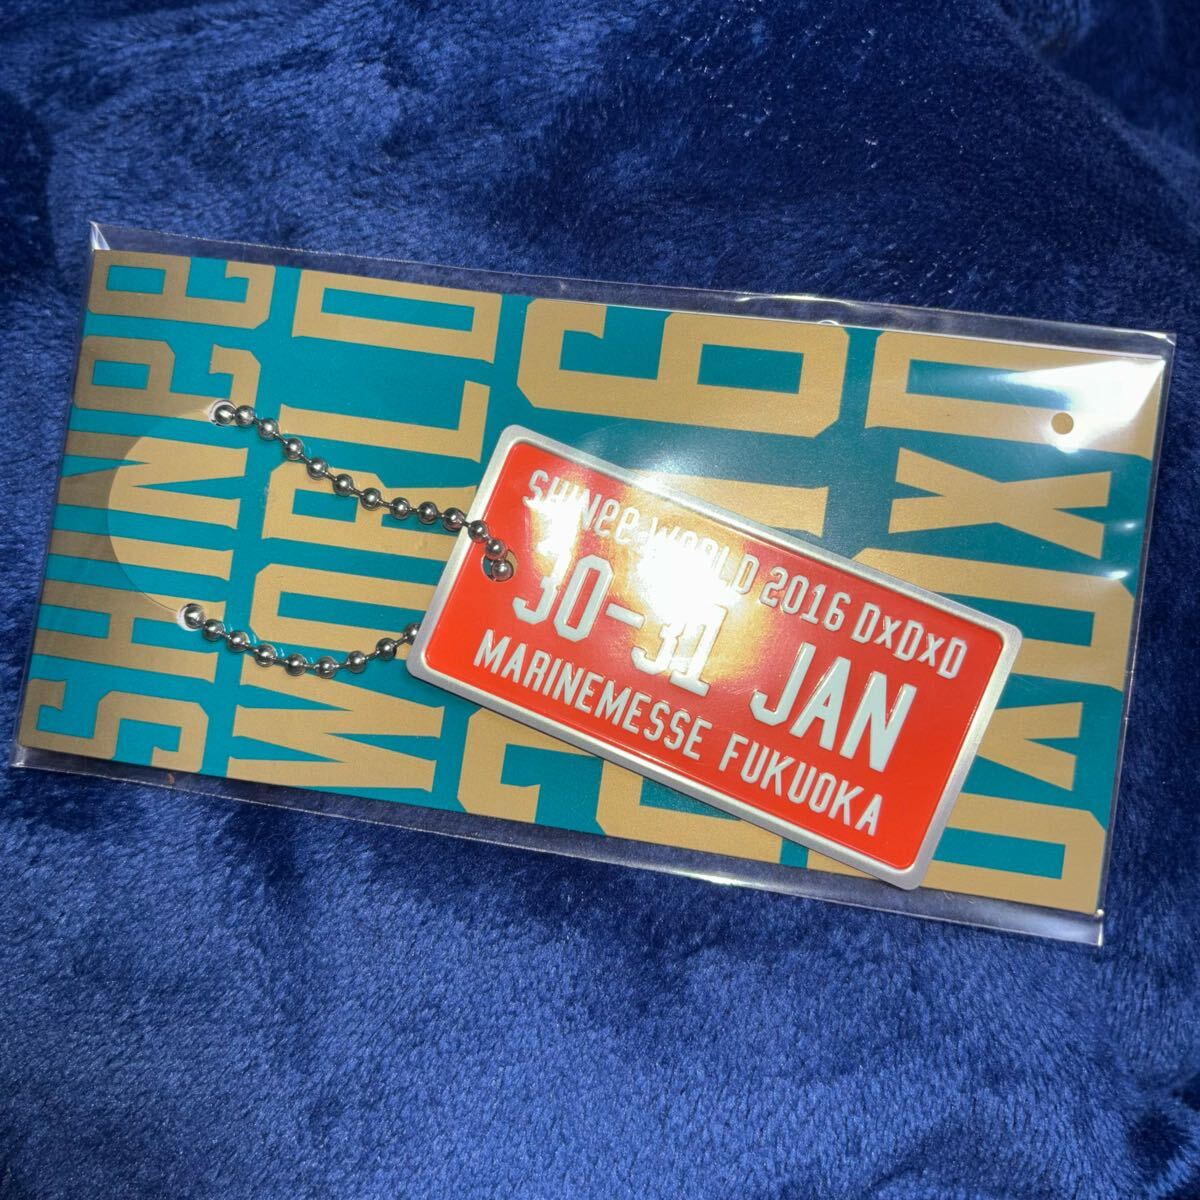 SHINee
WORLD
2016
DXDXD
SHINee WORLD 2016 DxDxD
30-31 JAN
MARINEMESSE FUKUOKA